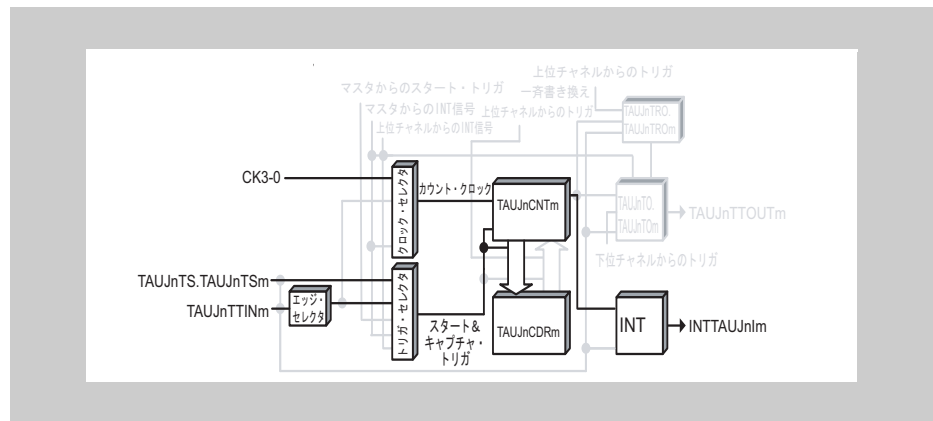 上位チャネルからのトリガ
マスタからのスタート・トリガ
一斉書き換え
マスタからのINT信号
上位チャネルからのトリガ
上位チャネルからのINT信号
TAUJnTRO.
TAUJnTROm
CK3-0
クロック・セレクタ
カウント・クロック
TAUJnCNTm
TAUJnTO.
TAUJnTOm
TAUJnTTOUTm
下位チャネルからのトリガ
TAUJnTS.TAUJnTSm
TAUJnTTINm
エッジ・
セレクタ
トリガ・セレクタ
スタート&
キャプチャ・
トリガ
TAUJnCDRm
INT
INTTAUJnIm